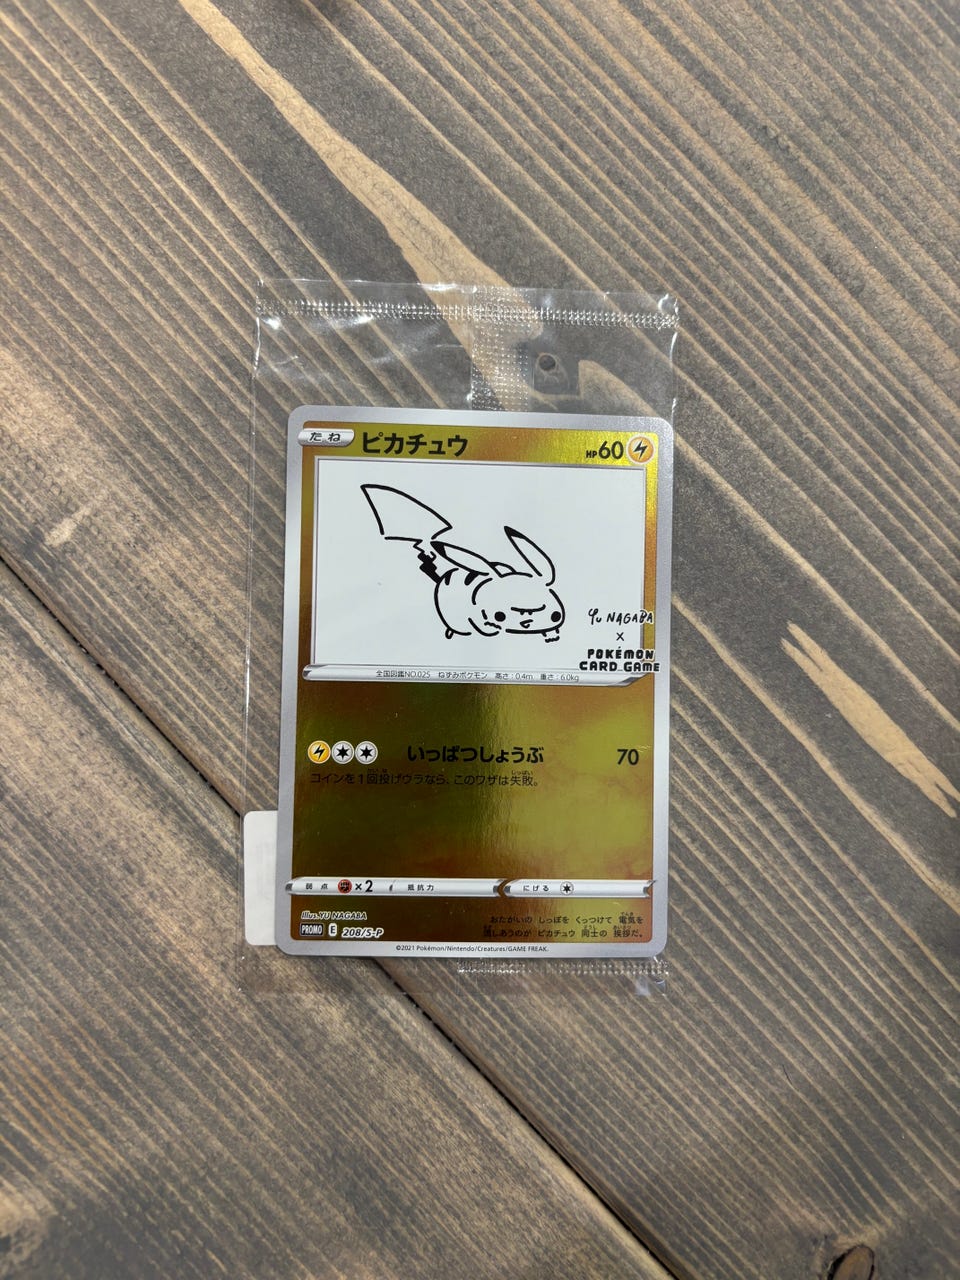 たね ピカチュウ HP60
Yu NAGABA
×
POKÉMON
CARD GAME
全国図鑑NO.025 ねずみポケモン 高さ:0.4m 重さ:6.0kg
いっぱつしょうぶ 70
コインを1回投げウラなら、このワザは失敗。
弱点 ×2 抵抗力 にげる
Illus.YU NAGABA
PROMO E 208/S-P
おたがいの しっぽを くっつけて 電気を
流しあうのが ピカチュウ 同士の 挨拶だ。
©2021 Pokémon/Nintendo/Creatures/GAME FREAK.